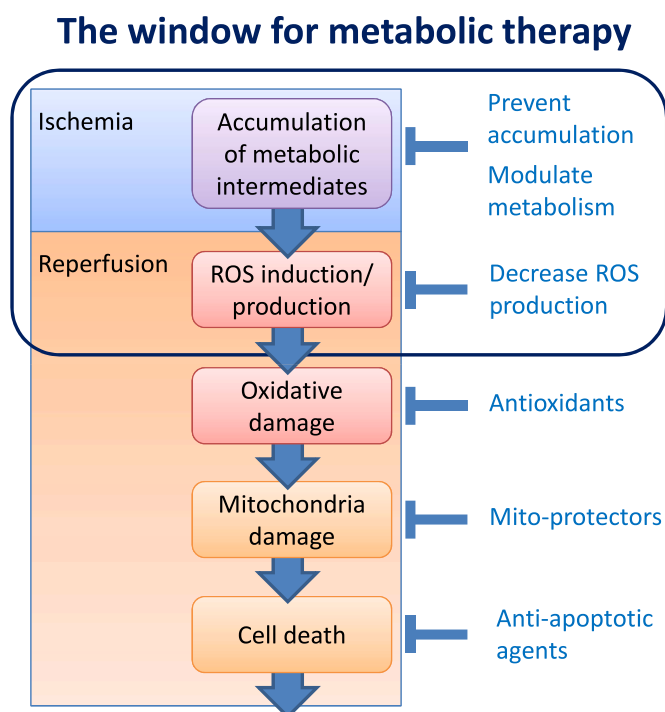 The window for metabolic therapy
Ischemia
Accumulation
of metabolic
intermediates
Prevent
accumulation
Modulate
metabolism
Reperfusion
ROS induction/
production
Decrease ROS
production
Oxidative
damage
Antioxidants
Mitochondria
damage
Mito-protectors
Cell death
Anti-apoptotic
agents